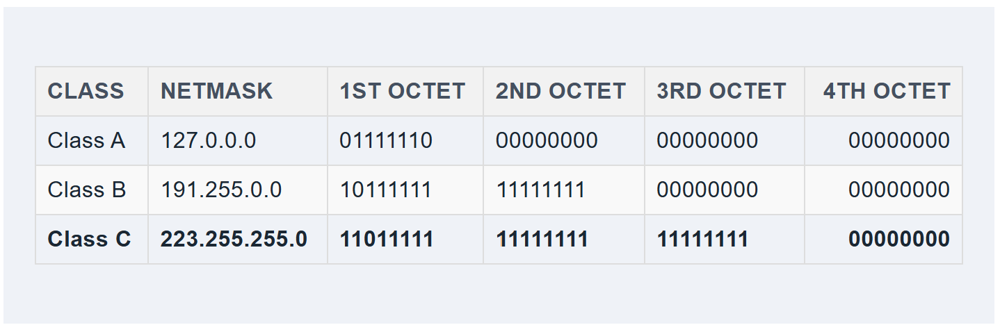 CLASS NETMASK 1ST OCTET 2ND OCTET 3RD OCTET 4TH OCTET
Class A 127.0.0.0 01111110 00000000 00000000 00000000
Class B 191.255.0.0 10111111 11111111 00000000 00000000
Class C 223.255.255.0 11011111 11111111 11111111 00000000